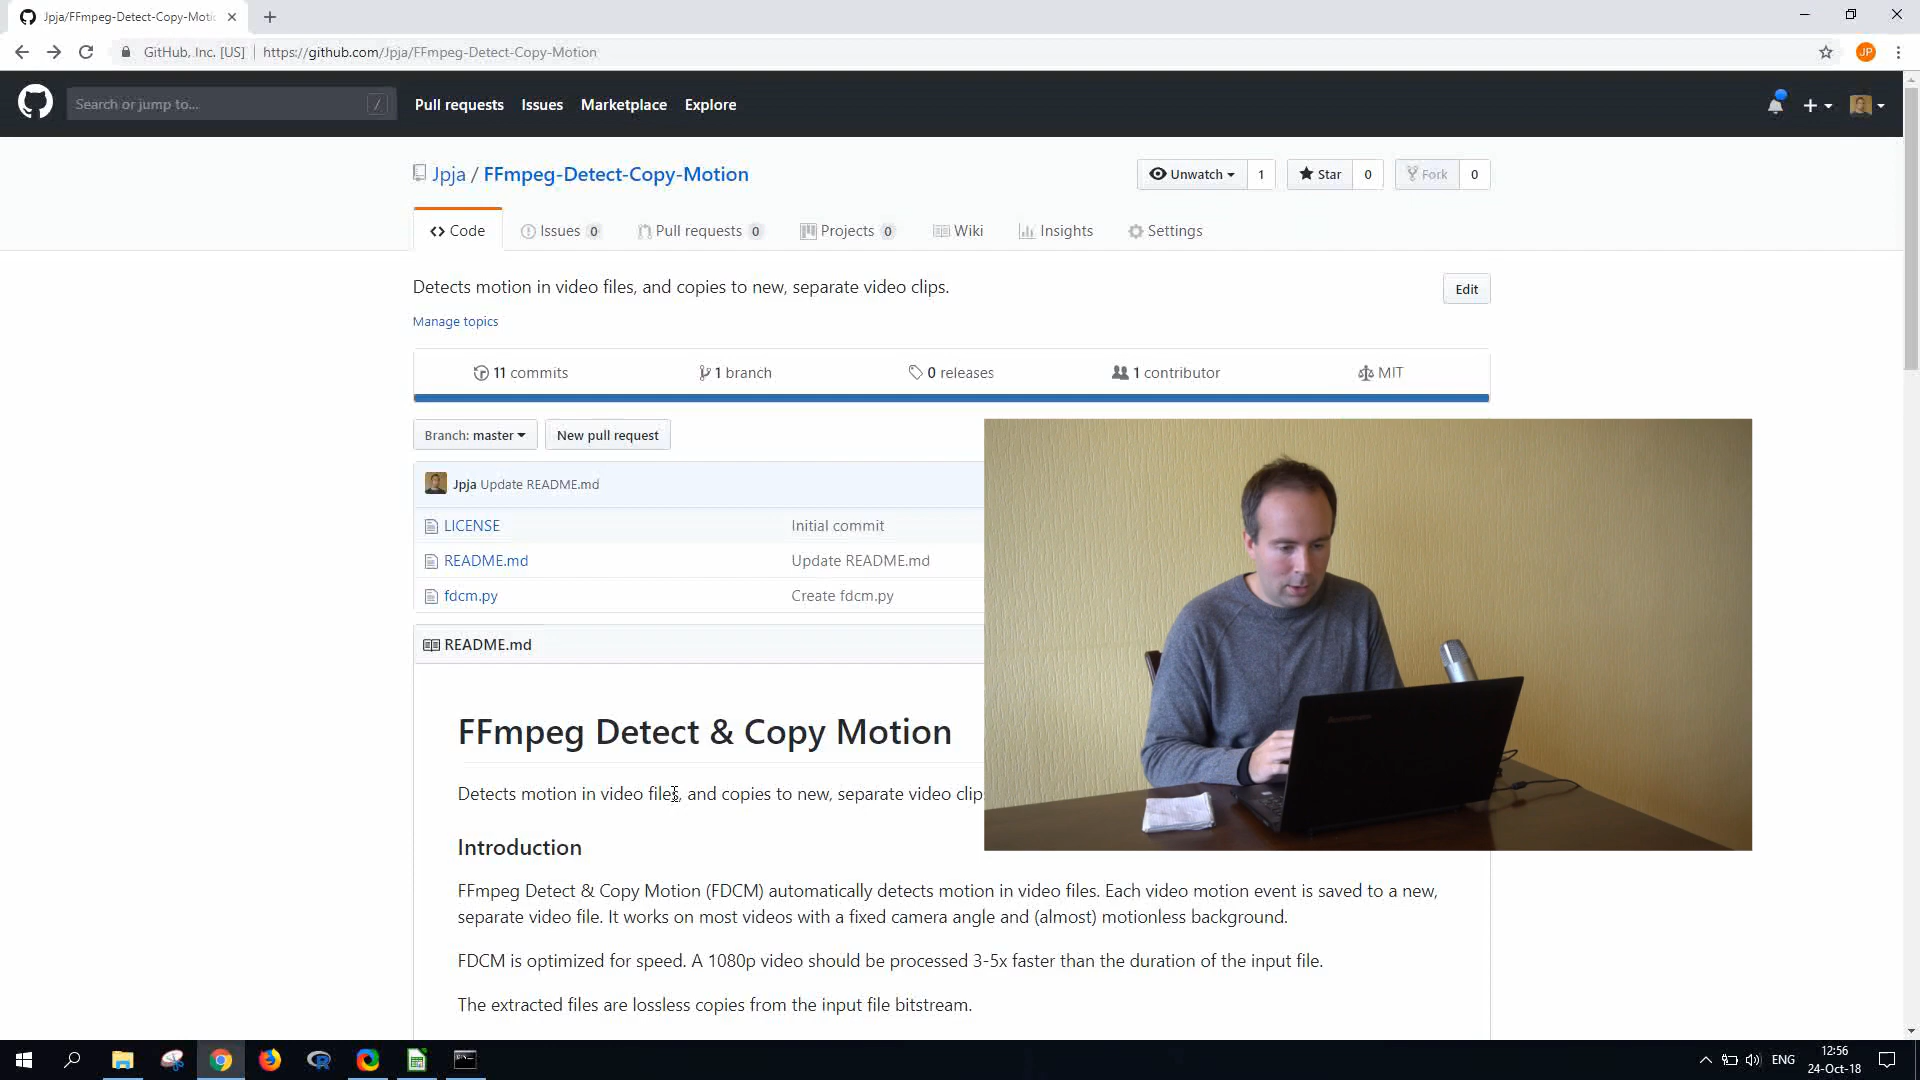 Jpja/FFmpeg-Detect-Copy-Motic
GitHub, Inc. [US] https://github.com/Jpja/FFmpeg-Detect-Copy-Motion
JP
Search or jump to... / Pull requests Issues Marketplace Explore
Jpja / FFmpeg-Detect-Copy-Motion Unwatch 1 Star 0 Fork 0
Code Issues 0 Pull requests 0 Projects 0 Wiki Insights Settings
Detects motion in video files, and copies to new, separate video clips. Edit
Manage topics
11 commits 1 branch 0 releases 1 contributor MIT
Branch: master New pull request
Jpja Update README.md
LICENSE Initial commit
README.md Update README.md
fdcm.py Create fdcm.py
README.md
FFmpeg Detect & Copy Motion
Detects motion in video files, and copies to new, separate video clip
Introduction
FFmpeg Detect & Copy Motion (FDCM) automatically detects motion in video files. Each video motion event is saved to a new,
separate video file. It works on most videos with a fixed camera angle and (almost) motionless background.
FDCM is optimized for speed. A 1080p video should be processed 3-5x faster than the duration of the input file.
The extracted files are lossless copies from the input file bitstream.
ENG
12:56
24-Oct-18